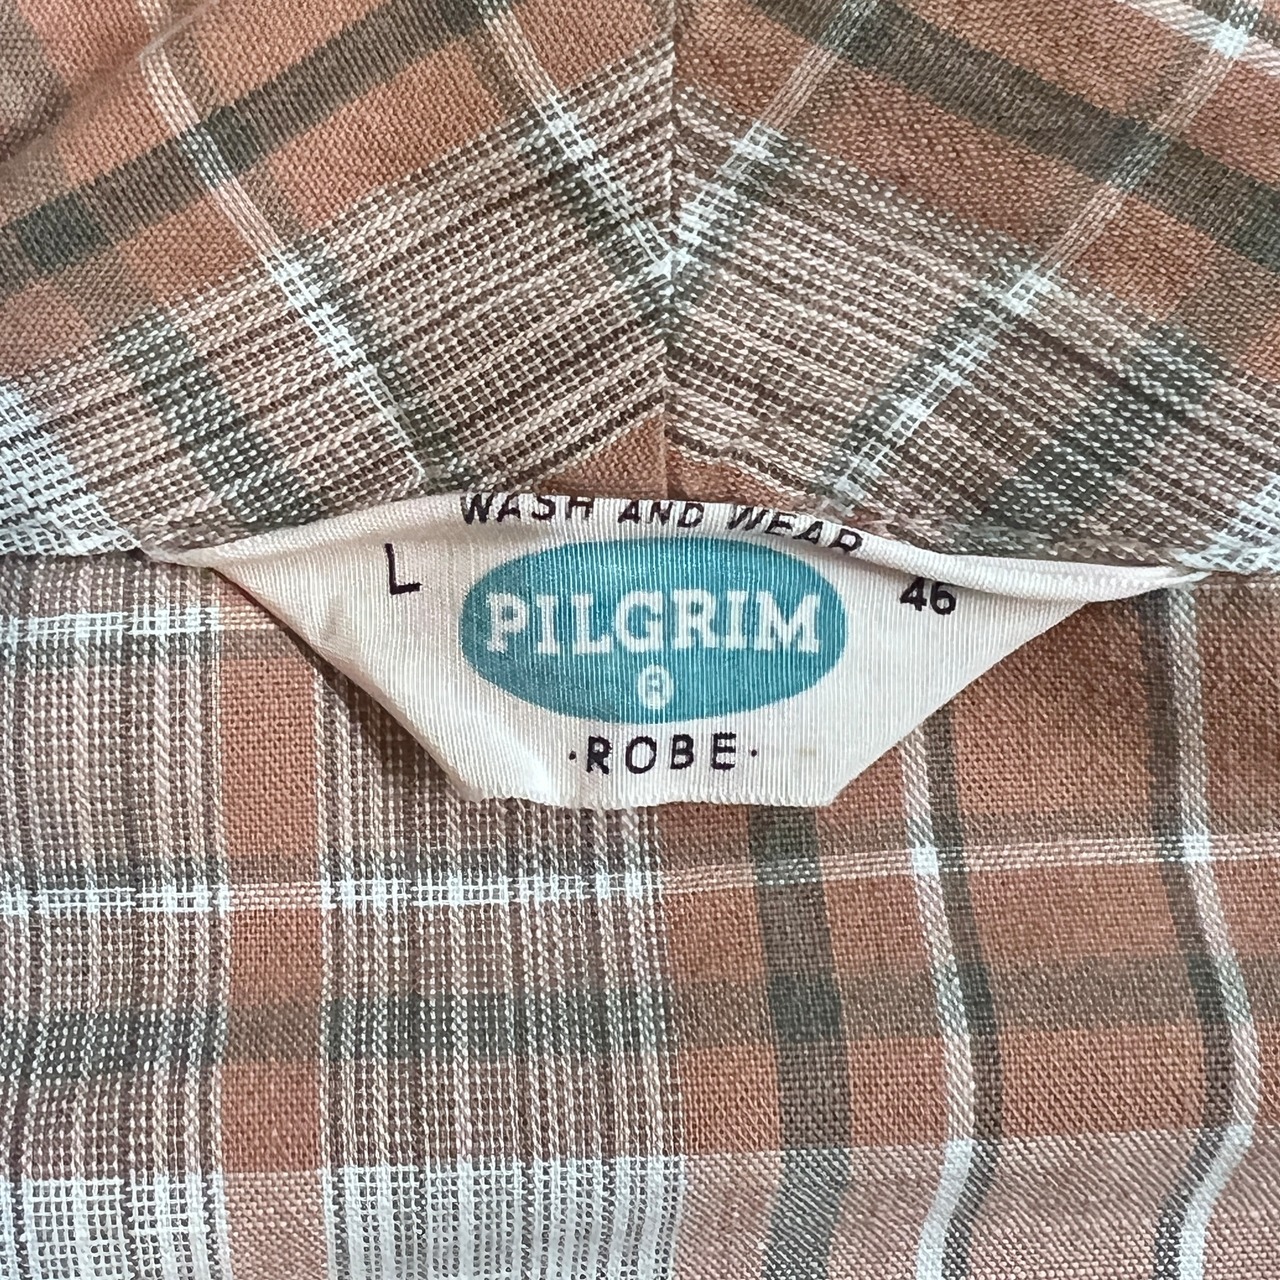 WASH AND WEAR
L 46
PILGRIM
®
·ROBE·